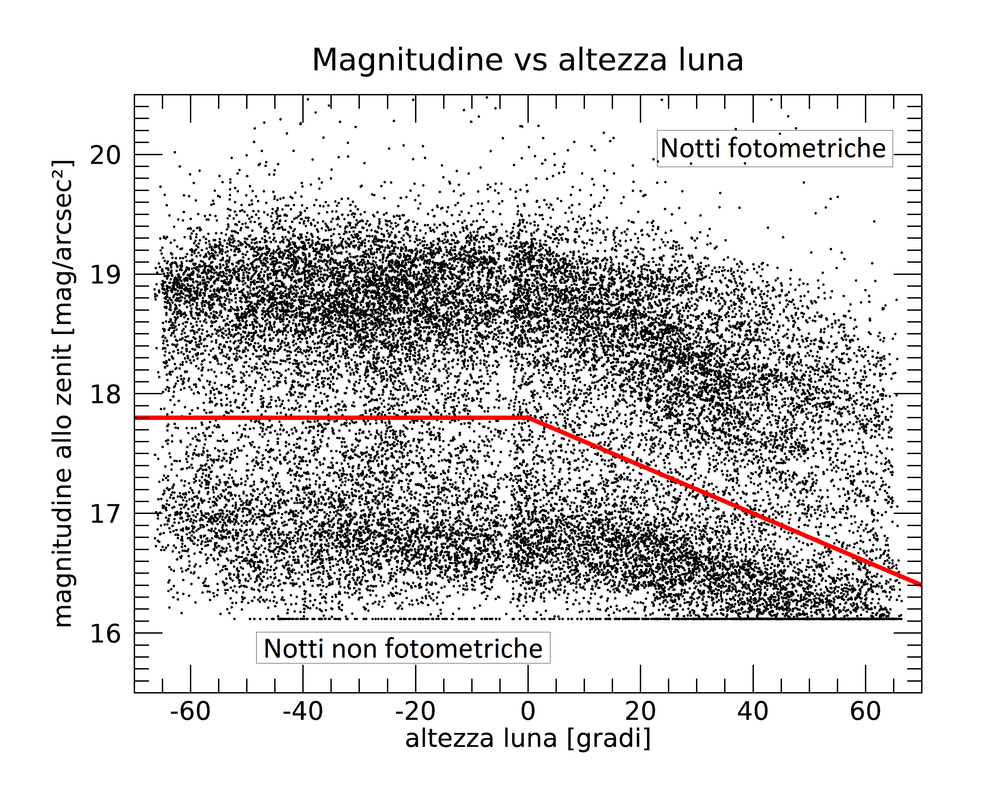 Magnitudine vs altezza luna
Notti fotometriche
magnitudine allo zenit [mag/arcsec²]
20
19
18
17
16
Notti non fotometriche
-60 -40 -20 0 20 40 60
altezza luna [gradi]